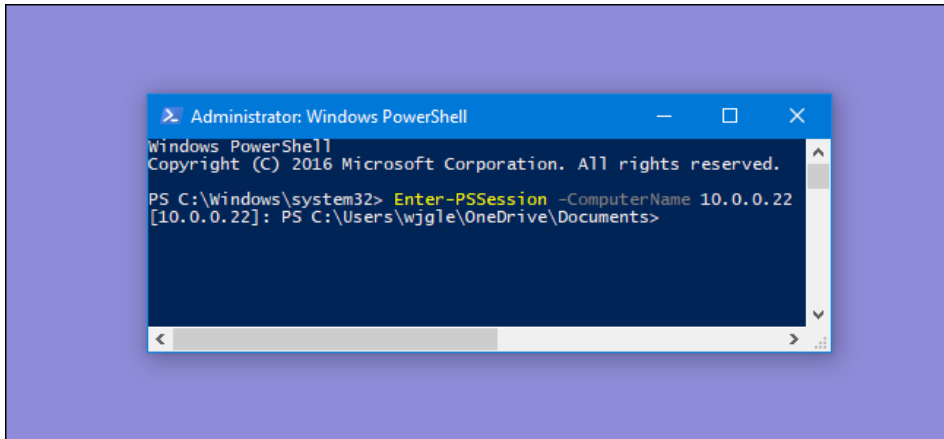 Administrator: Windows PowerShell
Windows PowerShell
Copyright (C) 2016 Microsoft Corporation. All rights reserved.
PS C:\Windows\system32> Enter-PSSession -ComputerName 10.0.0.22
[10.0.0.22]: PS C:\Users\wjgle\OneDrive\Documents>